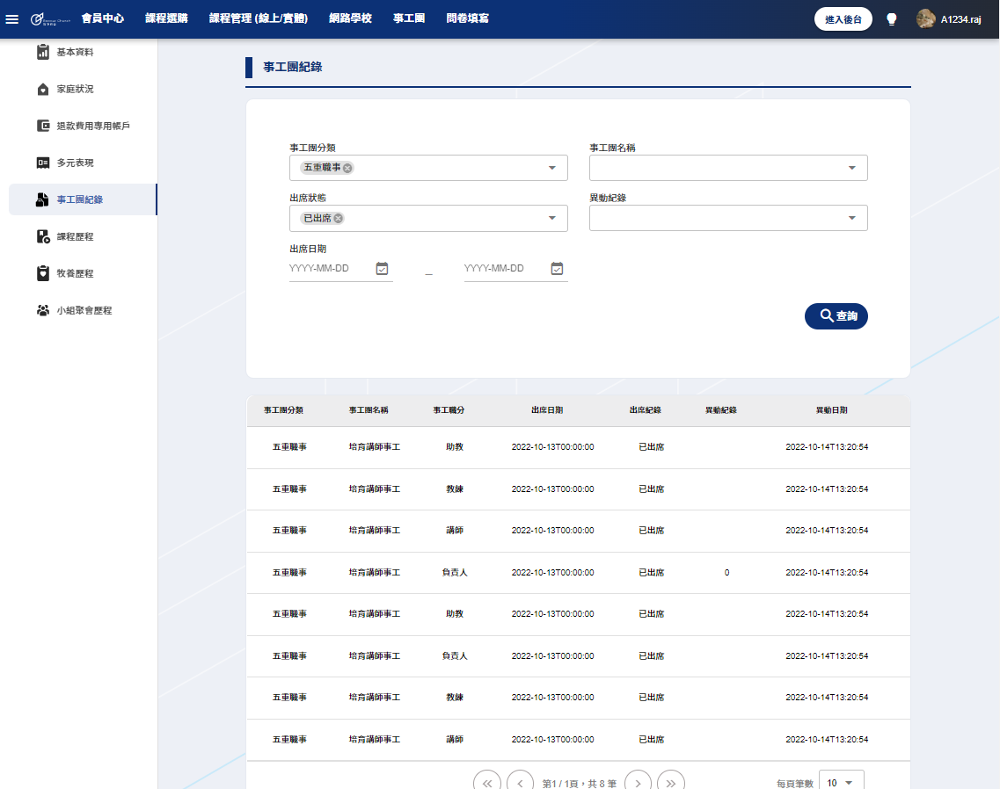 會員中心 課程選購 課程管理 (線上/實體) 網路學校 事工團 問卷填寫 進入後台 A1234.raj
基本資料
家庭狀況
退款費用專用帳戶
多元表現
事工團紀錄
課程歷程
牧養歷程
小組聚會歷程
事工團紀錄
事工團分類 事工團名稱
五重職事
出席狀態 異動紀錄
已出席
出席日期
YYYY-MM-DD _ YYYY-MM-DD
查詢
事工團分類 事工團名稱 事工職分 出席日期 出席紀錄 異動紀錄 異動日期
五重職事 培育講師事工 助教 2022-10-13T00:00:00 已出席 2022-10-14T13:20:54
五重職事 培育講師事工 教練 2022-10-13T00:00:00 已出席 2022-10-14T13:20:54
五重職事 培育講師事工 講師 2022-10-13T00:00:00 已出席 2022-10-14T13:20:54
五重職事 培育講師事工 負責人 2022-10-13T00:00:00 已出席 0 2022-10-14T13:20:54
五重職事 培育講師事工 助教 2022-10-13T00:00:00 已出席 2022-10-14T13:20:54
五重職事 培育講師事工 負責人 2022-10-13T00:00:00 已出席 2022-10-14T13:20:54
五重職事 培育講師事工 教練 2022-10-13T00:00:00 已出席 2022-10-14T13:20:54
五重職事 培育講師事工 講師 2022-10-13T00:00:00 已出席 2022-10-14T13:20:54
第1 / 1頁，共 8 筆 每頁筆數 10